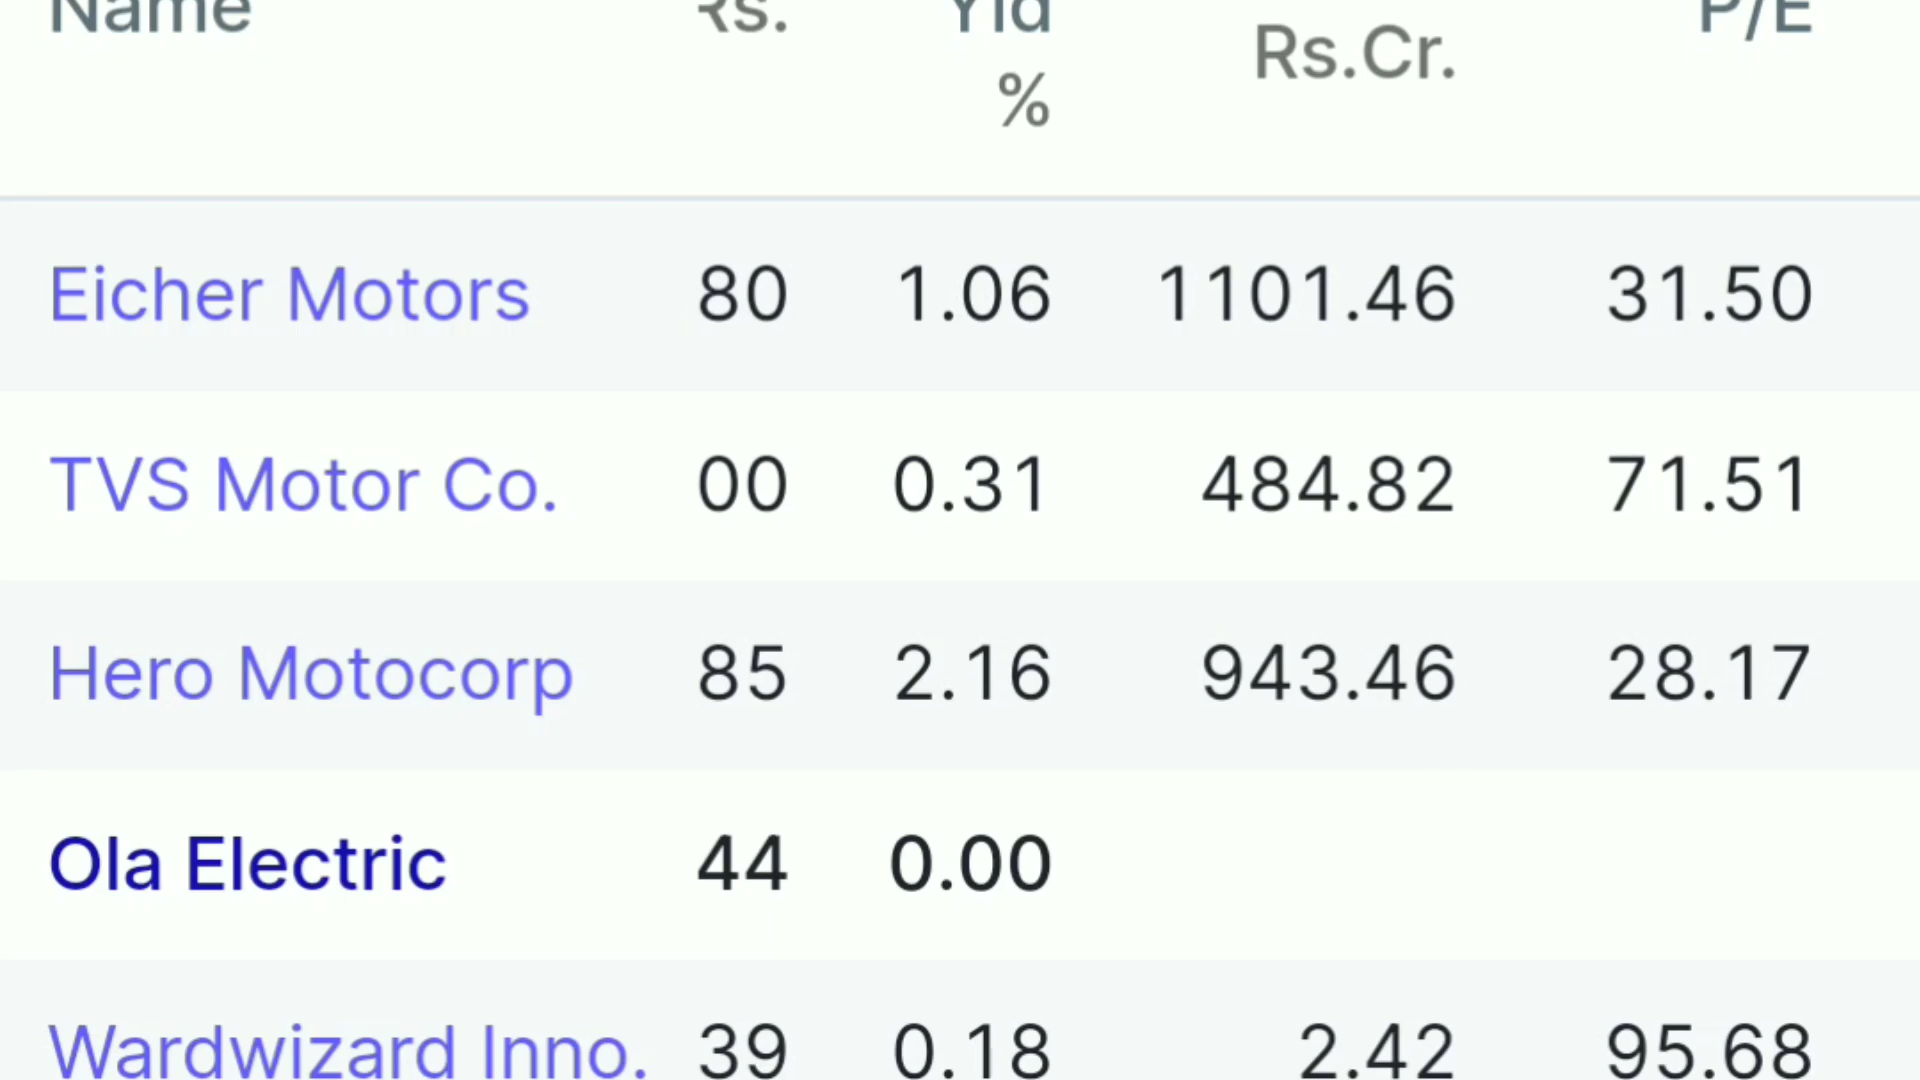 Name Rs. Yld P/E
Rs.Cr.
%
Eicher Motors 80 1.06 1101.46 31.50
TVS Motor Co. 00 0.31 484.82 71.51
Hero Motocorp 85 2.16 943.46 28.17
Ola Electric 44 0.00
Wardwizard Inno. 39 0.18 2.42 95.68